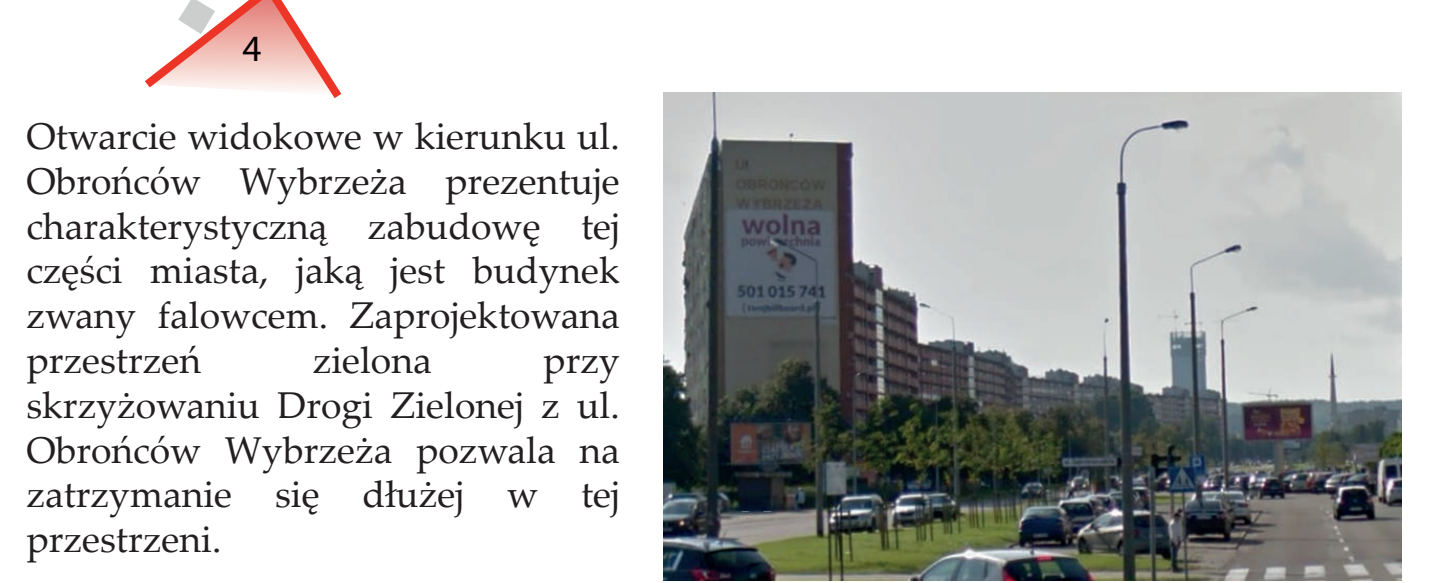 4
Otwarcie widokowe w kierunku ul.
Obrońców Wybrzeża prezentuje
charakterystyczną zabudowę tej
części miasta, jaką jest budynek
zwany falowcem. Zaprojektowana
przestrzeń zielona przy
skrzyżowaniu Drogi Zielonej z ul.
Obrońców Wybrzeża pozwala na
zatrzymanie się dłużej w tej
przestrzeni.
UL
OBROŃCÓW
WYBRZEŻA
wolna
powierzchnia
501 015 741
P